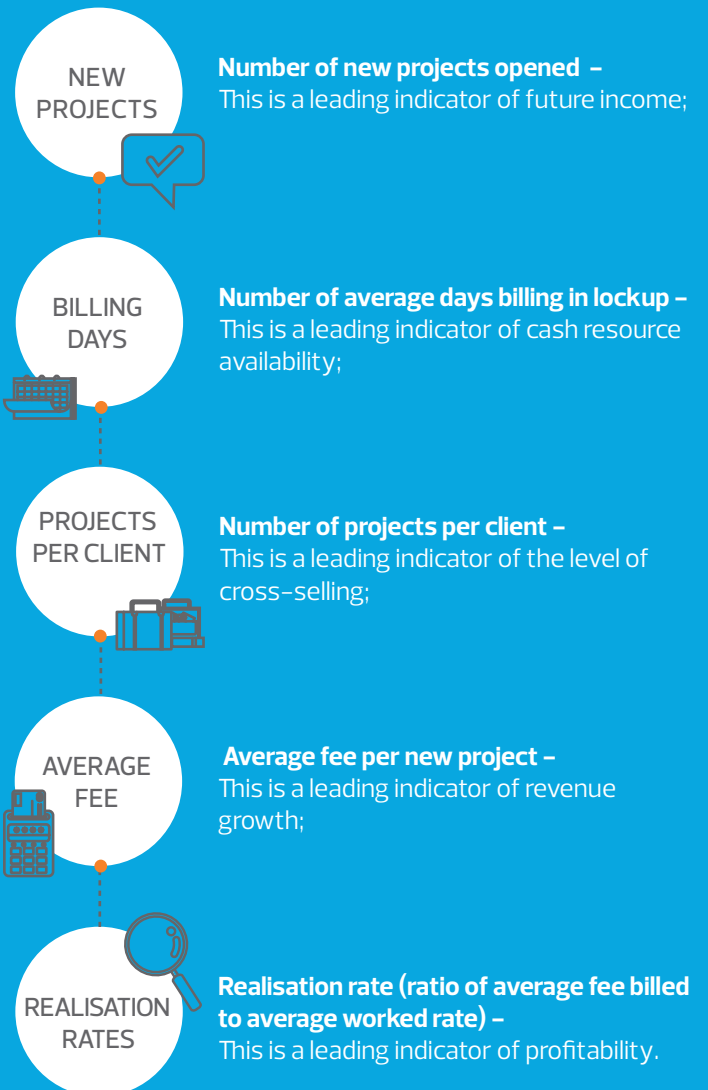 NEW
PROJECTS
Number of new projects opened –
This is a leading indicator of future income;
BILLING
DAYS
Number of average days billing in lockup –
This is a leading indicator of cash resource
availability;
PROJECTS
PER CLIENT
Number of projects per client –
This is a leading indicator of the level of
cross-selling;
AVERAGE
FEE
Average fee per new project –
This is a leading indicator of revenue
growth;
REALISATION
RATES
Realisation rate (ratio of average fee billed
to average worked rate) –
This is a leading indicator of profitability.